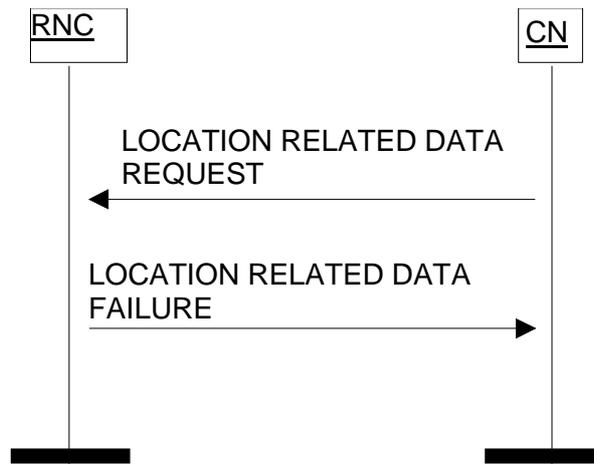 RNC
CN
LOCATION RELATED DATA
REQUEST
LOCATION RELATED DATA
FAILURE